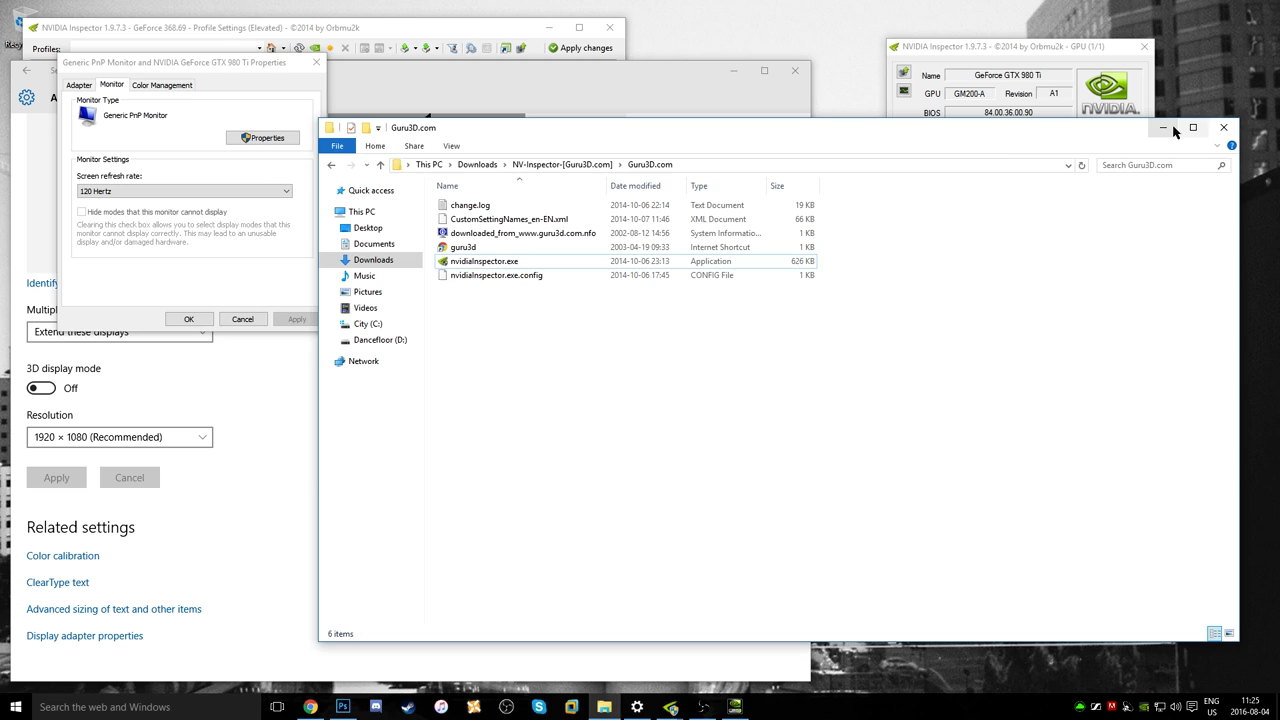 NVIDIA Inspector 1.9.7.3 - GeForce 368.69 - Profile Settings (Elevated) - ©2014 by Orbmu2k
Profiles:
Apply changes
Generic PnP Monitor and NVIDIA GeForce GTX 980 Ti Properties
Adapter Monitor Color Management
Monitor Type
Generic PnP Monitor
Properties
Monitor Settings
Screen refresh rate:
120 Hertz
Hide modes that this monitor cannot display
Clearing this check box allows you to select display modes that this
monitor cannot display correctly. This may lead to an unusable
display and/or damaged hardware.
OK Cancel Apply
Extend these displays
3D display mode
Off
Resolution
1920 × 1080 (Recommended)
Apply Cancel
Related settings
Color calibration
ClearType text
Advanced sizing of text and other items
Display adapter properties
NVIDIA Inspector 1.9.7.3 - ©2014 by Orbmu2k - GPU (1/1)
Name GeForce GTX 980 Ti
GPU GM200-A Revision A1
BIOS 84.00.36.00.90
NVIDIA.
Guru3D.com
File Home Share View
This PC Downloads NV-Inspector-[Guru3D.com] Guru3D.com
Search Guru3D.com
Name Date modified Type Size
change.log 2014-10-06 22:14 Text Document 19 KB
CustomSettingNames_en-EN.xml 2014-10-07 11:46 XML Document 66 KB
downloaded_from_www.guru3d.com.nfo 2002-08-12 14:56 System Informatio... 1 KB
guru3d 2003-04-19 09:33 Internet Shortcut 1 KB
nvidiaInspector.exe 2014-10-06 23:13 Application 626 KB
nvidiaInspector.exe.config 2014-10-06 17:45 CONFIG File 1 KB
Quick access
This PC
Desktop
Documents
Downloads
Music
Pictures
Videos
City (C:)
Dancefloor (D:)
Network
6 items
Search the web and Windows
ENG
US
11:25
2016-08-04